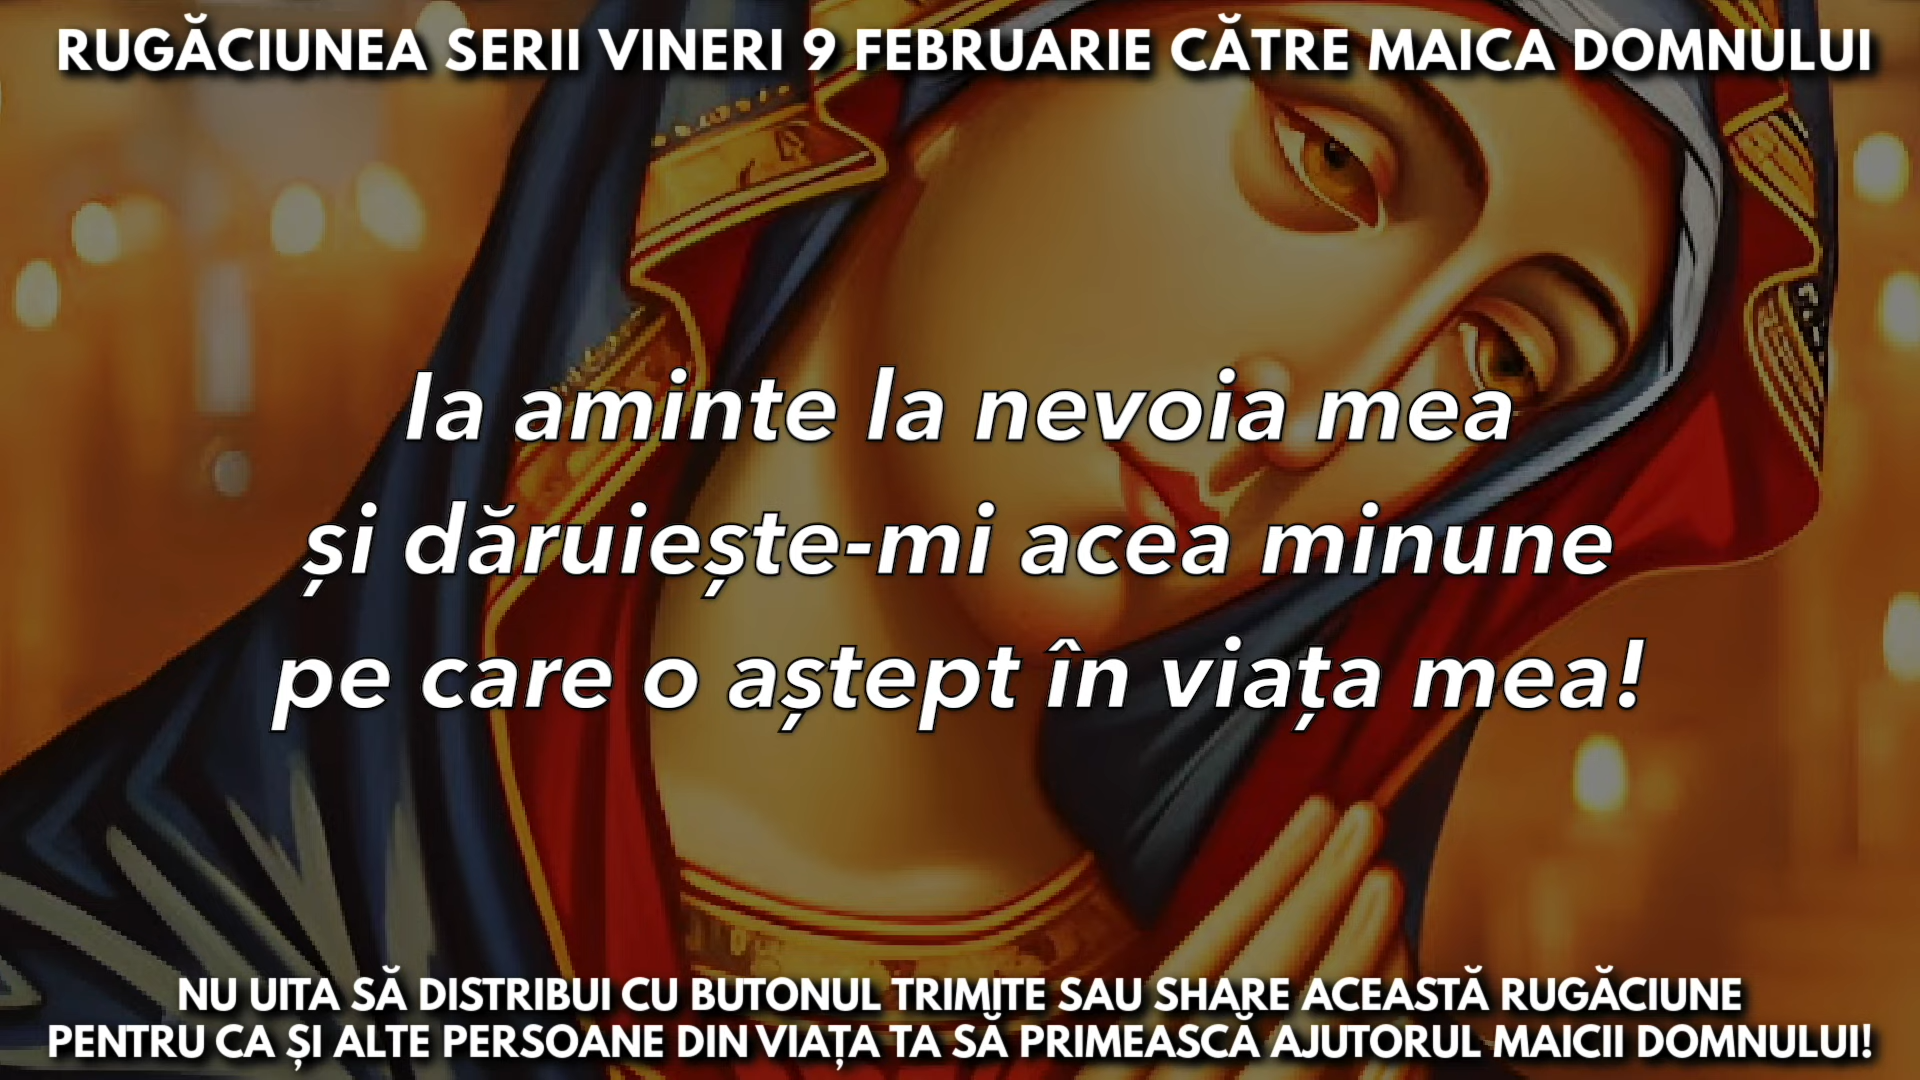 RUGĂCIUNEA SERII VINERI 9 FEBRUARIE CĂTRE MAICA DOMNULUI
Ia aminte la nevoia mea
și dăruiește-mi acea minune
pe care o aștept în viața mea!
NU UITA SĂ DISTRIBUI CU BUTONUL TRIMITE SAU SHARE ACEASTĂ RUGĂCIUNE
PENTRU CA ȘI ALTE PERSOANE DIN VIAȚA TA SĂ PRIMEASCĂ AJUTORUL MAICII DOMNULUI!